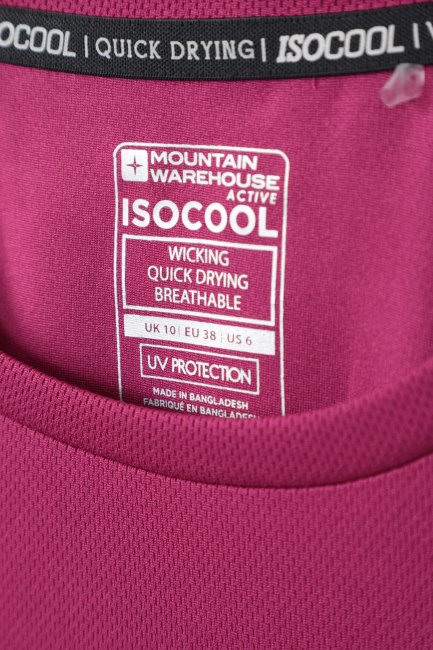 ISOCOOL | QUICK DRYING | ISOCOOL |
MOUNTAIN
WAREHOUSE
ACTIVE
ISOCOOL
WICKING
QUICK DRYING
BREATHABLE
UK 10 | EU 38 | US 6
UV PROTECTION
MADE IN BANGLADESH
FABRIQUÉ EN BANGLADESH